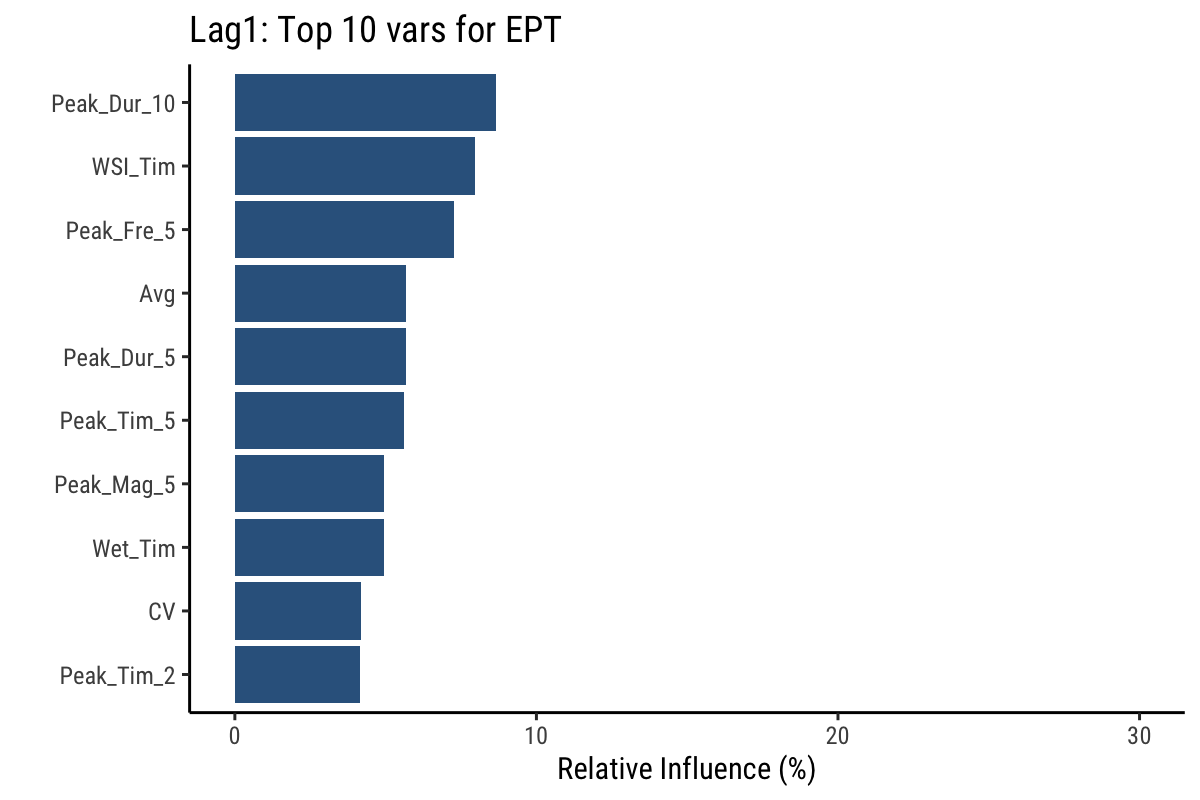 Lag1: Top 10 vars for EPT
Peak_Dur_10
WSI_Tim
Peak_Fre_5
Avg
Peak_Dur_5
Peak_Tim_5
Peak_Mag_5
Wet_Tim
CV
Peak_Tim_2
0 10 20 30
Relative Influence (%)